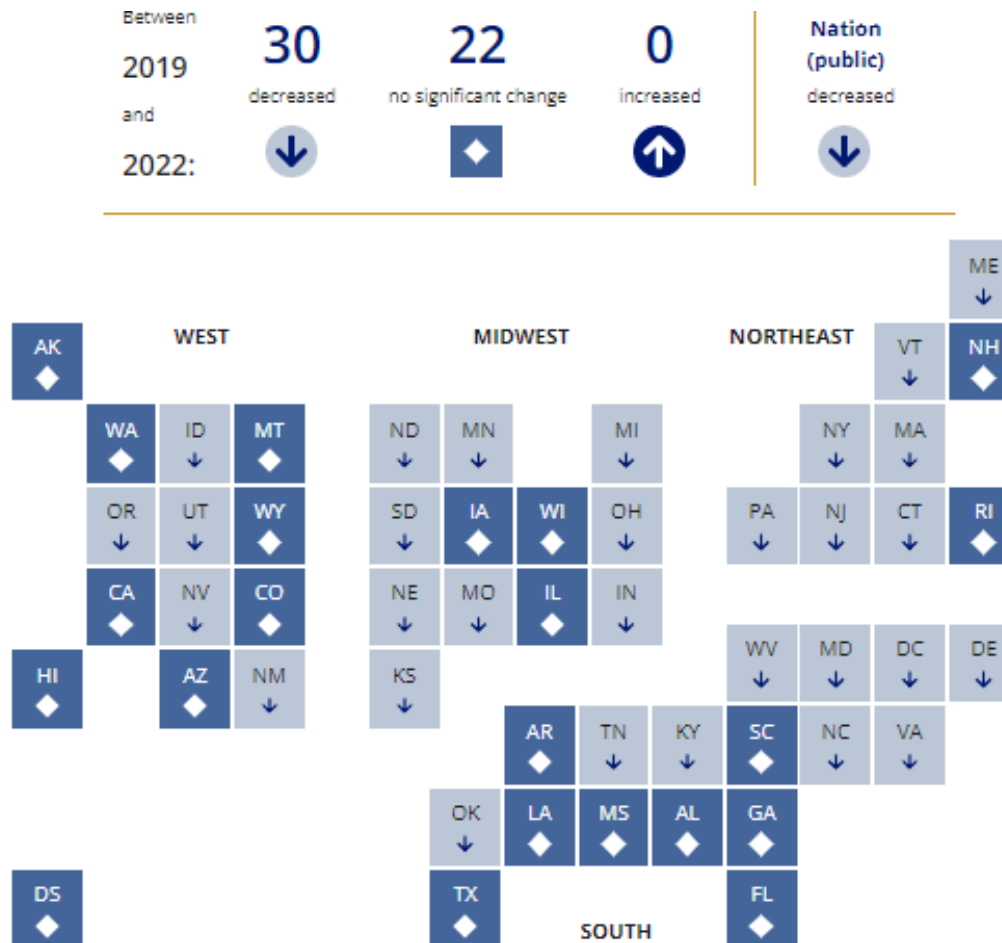 Between
2019
and
2022:
30
decreased
22
no significant change
0
increased
Nation
(public)
decreased
ME
WEST
MIDWEST
NORTHEAST
AK
VT
NH
WA
ID
MT
ND
MN
MI
NY
MA
OR
UT
WY
SD
IA
WI
OH
PA
NJ
CT
RI
CA
NV
CO
NE
MO
IL
IN
WV
MD
DC
DE
HI
AZ
NM
KS
AR
TN
KY
SC
NC
VA
OK
LA
MS
AL
GA
DS
TX
FL
SOUTH